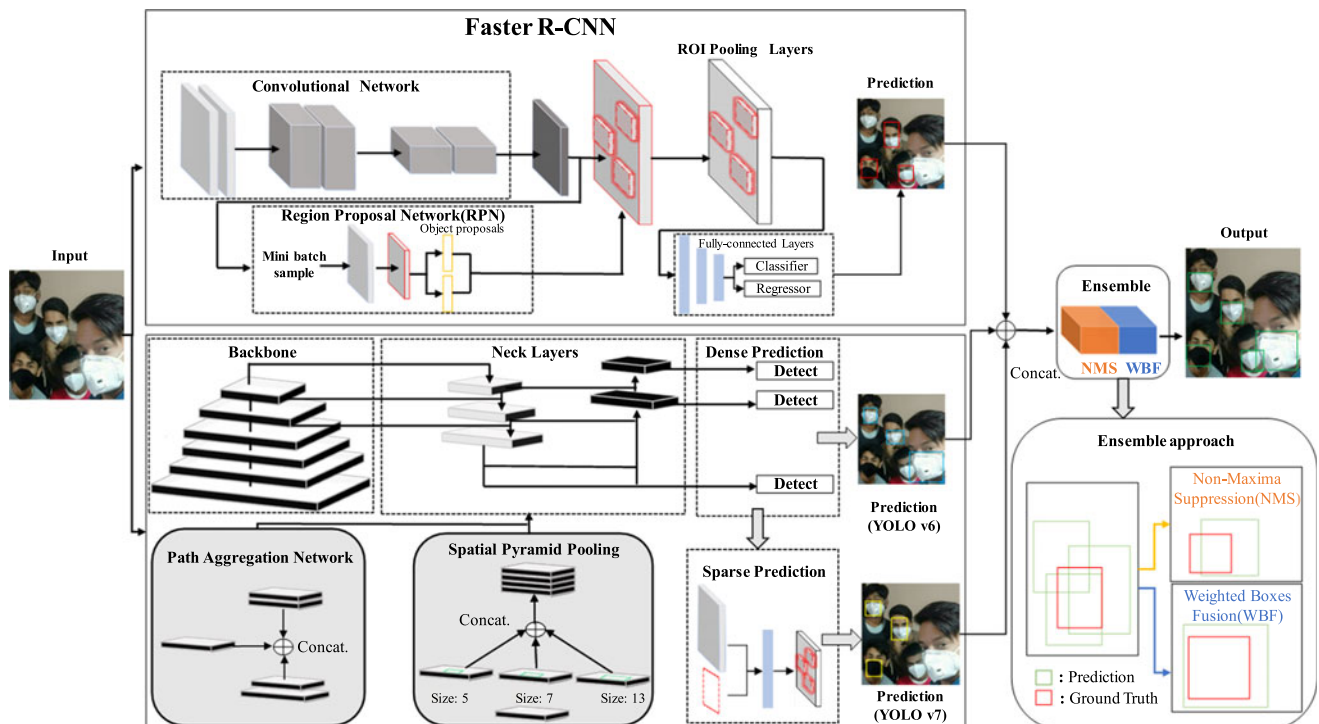 Faster R-CNN
ROI Pooling Layers
Convolutional Network
Prediction
Region Proposal Network(RPN)
Object proposals
Mini batch
sample
Fully-connected Layers
Classifier
Regressor
Input
Output
Ensemble
NMS WBF
Concat.
Backbone
Neck Layers
Dense Prediction
Detect
Detect
Detect
Prediction
(YOLO v6)
Ensemble approach
Non-Maxima
Suppression(NMS)
Weighted Boxes
Fusion(WBF)
: Prediction
: Ground Truth
Path Aggregation Network
Concat.
Spatial Pyramid Pooling
Concat.
Size: 5
Size: 7
Size: 13
Sparse Prediction
Prediction
(YOLO v7)